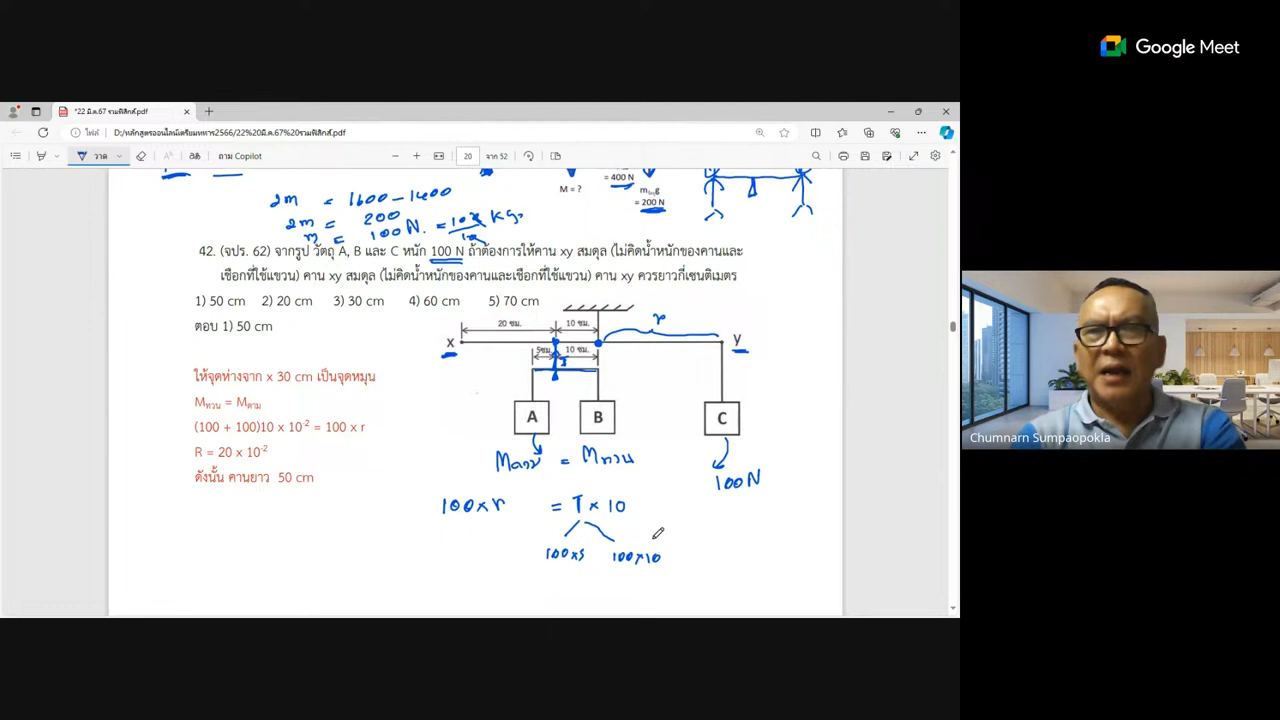 Google Meet
*22 มี.ค.67 รวมฟิสิกส์.pdf
ไฟล์ D:/หลักสูตรออนไลน์เตรียมทหาร2566/22%20มี.ค.67%20รวมฟิสิกส์.pdf
วาด ถาม Copilot 20 จาก 52
2m = 1600-1400
2m = 200
m = 100 N.
kg.
M = ?
= 400 N
= 200 N
42. (จปร. 62) จากรูป วัตถุ A, B และ C หนัก 100 N ถ้าต้องการให้คาน xy สมดุล (ไม่คิดน้ำหนักของคานและ
เชือกที่ใช้แขวน) คาน xy สมดุล (ไม่คิดน้ำหนักของคานและเชือกที่ใช้แขวน) คาน xy ควรยาวกี่เซนติเมตร
1) 50 cm 2) 20 cm 3) 30 cm 4) 60 cm 5) 70 cm
ตอบ 1) 50 cm
20 ซม. 10 ซม. r
x y
5ซม. 10 ซม.
T
A B C
ให้จุดห่างจาก x 30 cm เป็นจุดหมุน
Mทวน = Mตาม
(100 + 100)10 x 10-2 = 100 x r
R = 20 x 10-2
ดังนั้น คานยาว 50 cm
Mตาม = Mทวน
100N
100×r = T × 10
100×5 100×10
Chumnarn Sumpaopokla